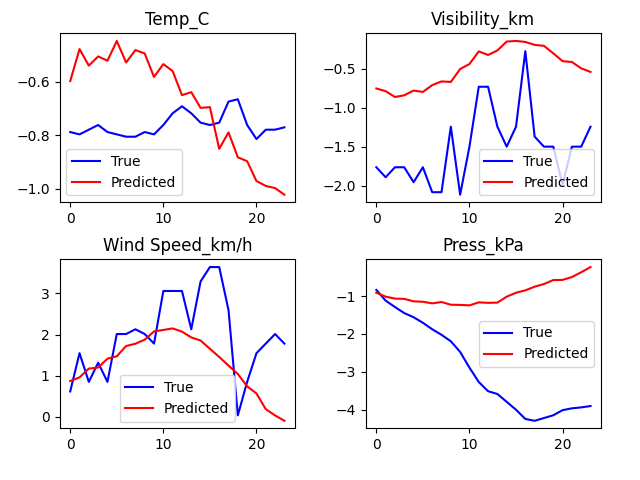 Temp_C
Visibility_km
−0.6
−0.8
−1.0
True
Predicted
0
10
20
−0.5
−1.0
−1.5
−2.0
True
Predicted
0
10
20
Wind Speed_km/h
Press_kPa
3
2
1
0
True
Predicted
0
10
20
−1
−2
−3
−4
True
Predicted
0
10
20